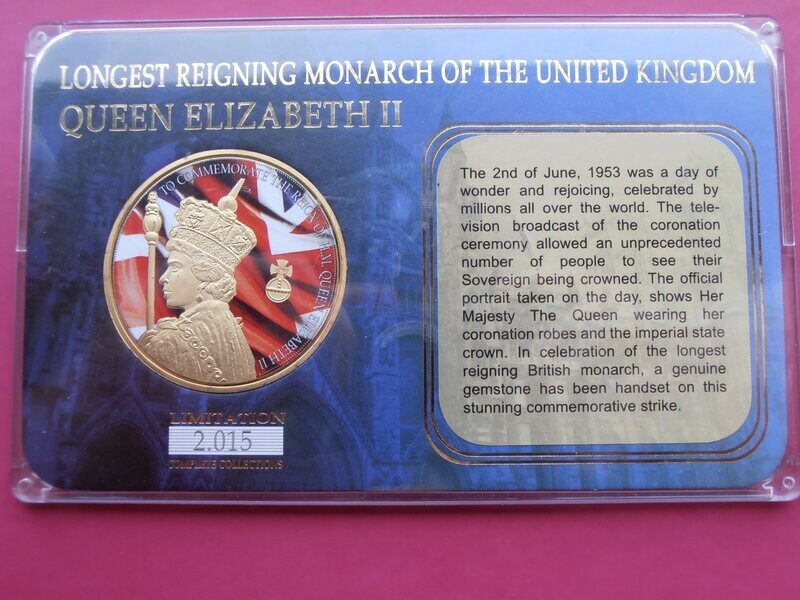 LONGEST REIGNING MONARCH OF THE UNITED KINGDOM
QUEEN ELIZABETH II
TO COMMEMORATE THE REIGN OF H.M. QUEEN ELIZABETH II
LIMITATION
2.015
COMPLETE COLLECTIONS
The 2nd of June, 1953 was a day of
wonder and rejoicing, celebrated by
millions all over the world. The tele-
vision broadcast of the coronation
ceremony allowed an unprecedented
number of people to see their
Sovereign being crowned. The official
portrait taken on the day, shows Her
Majesty The Queen wearing her
coronation robes and the imperial state
crown. In celebration of the longest
reigning British monarch, a genuine
gemstone has been handset on this
stunning commemorative strike.